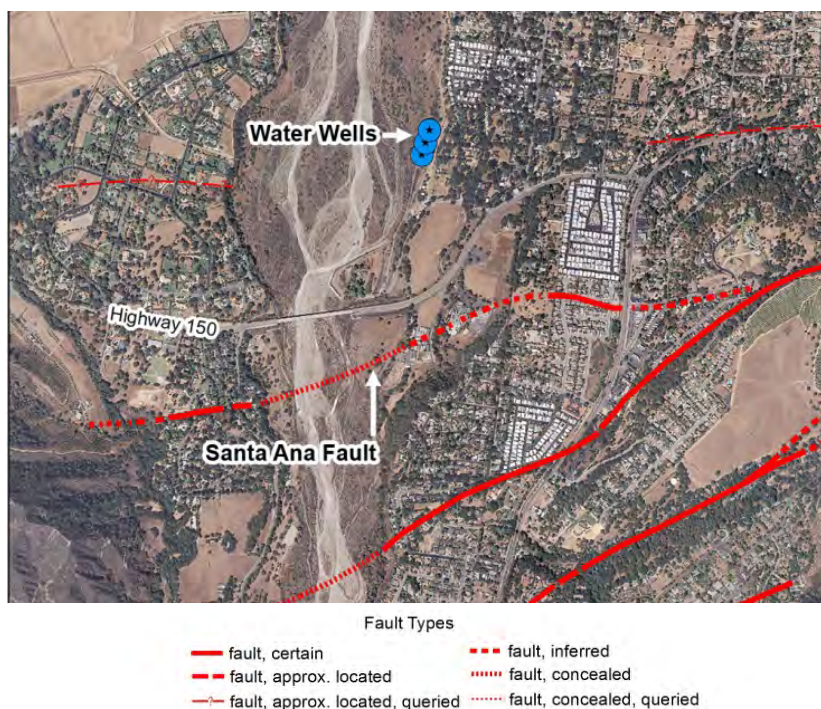 Water Wells
Highway 150
Santa Ana Fault
Fault Types
fault, certain
fault, inferred
fault, approx. located
fault, concealed
fault, approx. located, queried
fault, concealed, queried